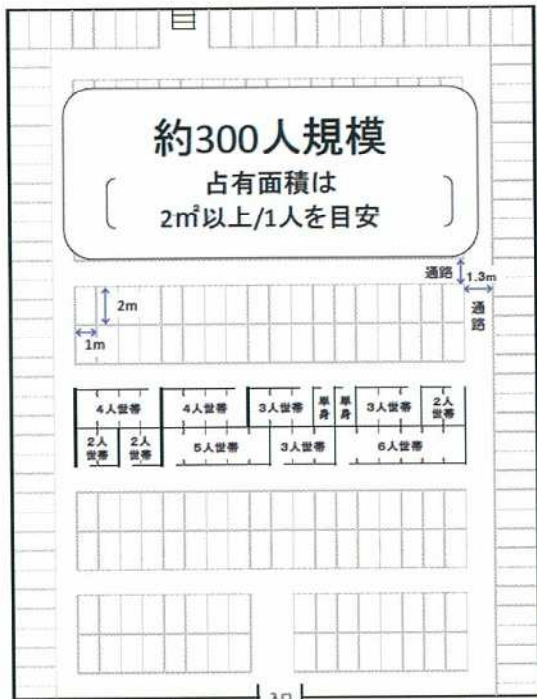 約300人規模
占有面積は
2㎡以上/1人を目安
通路
1.3m
通路
2m
1m
4人世帯 4人世帯 3人世帯 単身 単身 3人世帯 2人世帯
2人世帯 2人世帯 5人世帯 3人世帯 6人世帯
入口